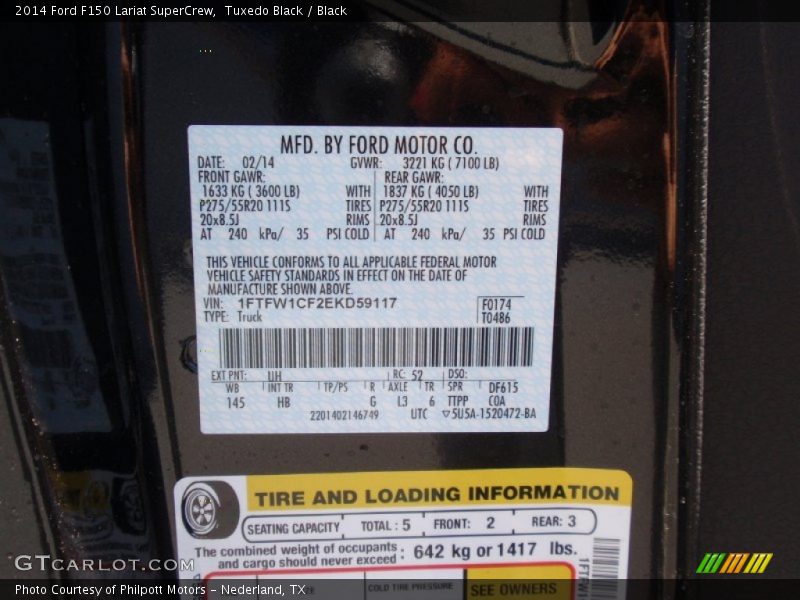 2014 Ford F150 Lariat SuperCrew,  Tuxedo Black / Black
MFD. BY FORD MOTOR CO.
DATE: 02/14 GVWR: 3221 KG ( 7100 LB)
FRONT GAWR: REAR GAWR:
1633 KG ( 3600 LB) WITH 1837 KG ( 4050 LB) WITH
P275/55R20 111S TIRES P275/55R20 111S TIRES
20x8.5J RIMS 20x8.5J RIMS
AT 240 kPa/ 35 PSI COLD AT 240 kPa/ 35 PSI COLD
THIS VEHICLE CONFORMS TO ALL APPLICABLE FEDERAL MOTOR
VEHICLE SAFETY STANDARDS IN EFFECT ON THE DATE OF
MANUFACTURE SHOWN ABOVE.
VIN: 1FTFW1CF2EKD59117 F0174
TYPE: Truck T0486
EXT PNT: UH RC: 52 DSO:
WB INT TR TP/PS R AXLE TR SPR DF615
145 HB G L3 6 TTPP COA
2201402146749 UTC ▽5U5A-1520472-BA
TIRE AND LOADING INFORMATION
SEATING CAPACITY TOTAL : 5 FRONT: 2 REAR: 3
The combined weight of occupants and cargo should never exceed : 642 kg or 1417 lbs.
COLD TIRE PRESSURE SEE OWNERS
1FTFW
GTCARLOT.COM
Photo Courtesy of Philpott Motors - Nederland, TX